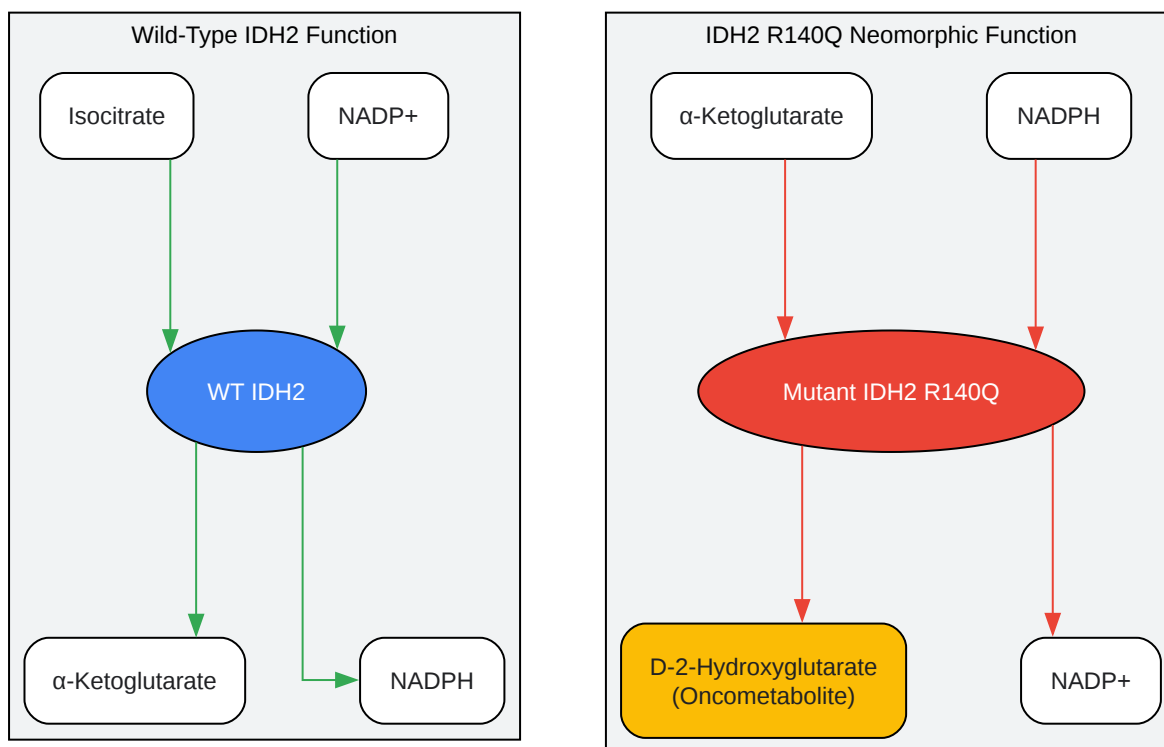 Wild-Type IDH2 Function
Isocitrate
NADP+
WT IDH2
α-Ketoglutarate
NADPH
IDH2 R140Q Neomorphic Function
α-Ketoglutarate
NADPH
Mutant IDH2 R140Q
D-2-Hydroxyglutarate
(Oncometabolite)
NADP+